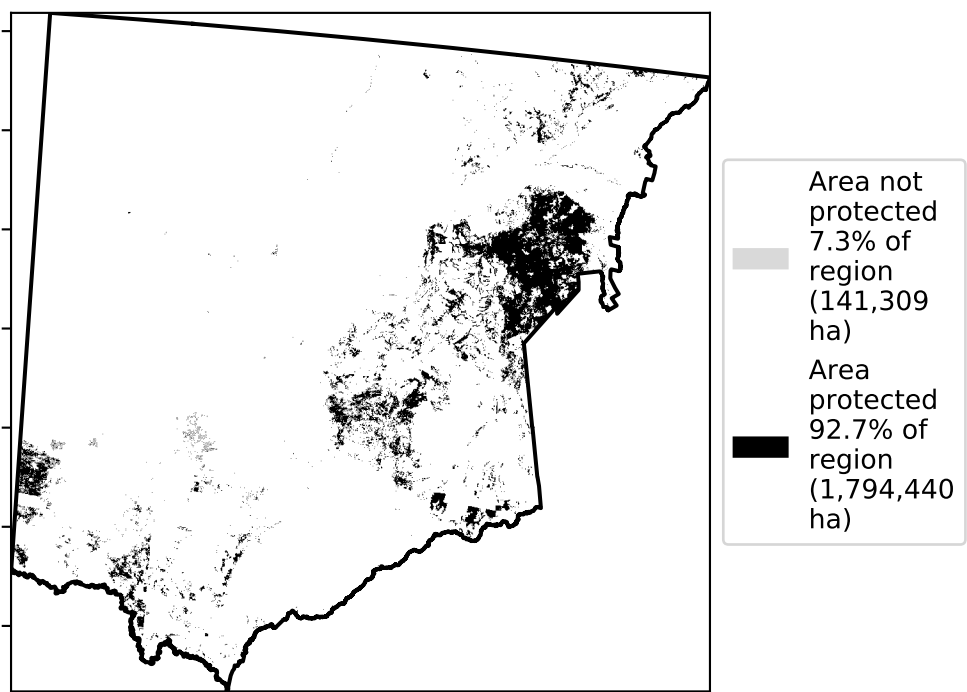 Area not
protected
7.3% of
region
(141,309
ha)
Area
protected
92.7% of
region
(1,794,440
ha)